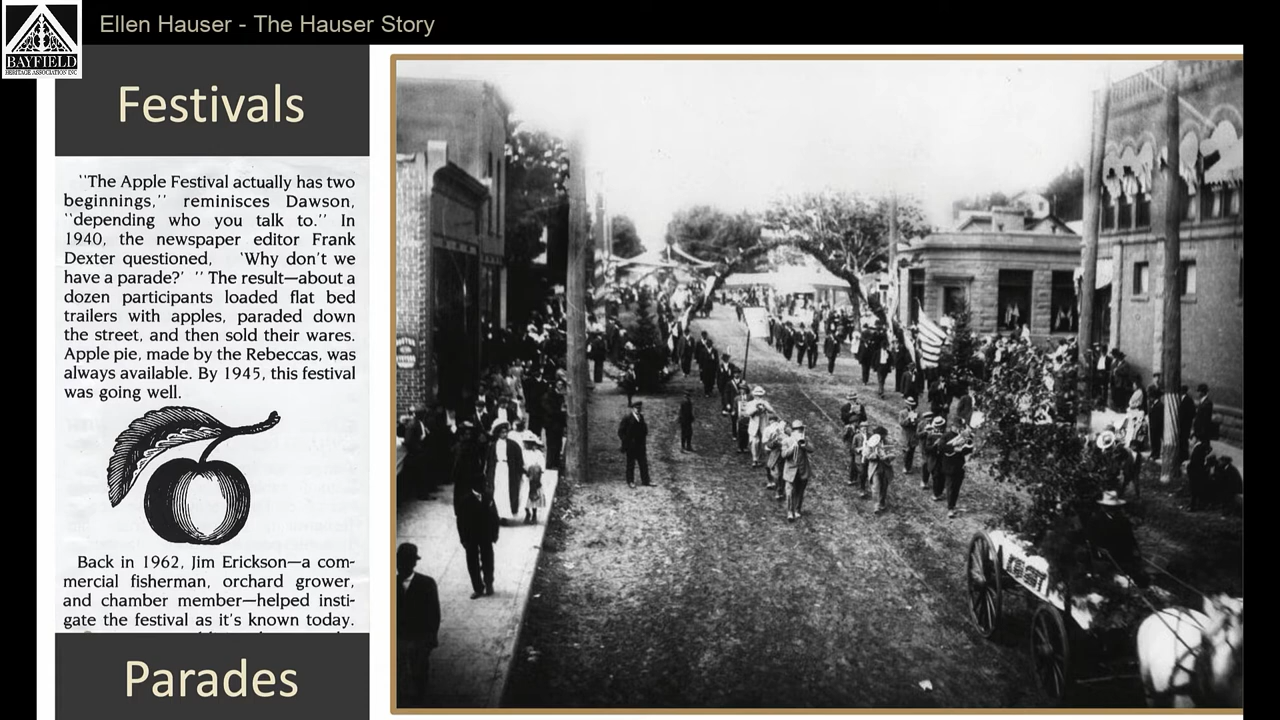 Ellen Hauser - The Hauser Story
BAYFIELD
HERITAGE ASSOCIATION INC
Festivals
''The Apple Festival actually has two
beginnings,'' reminisces Dawson,
''depending who you talk to.'' In
1940, the newspaper editor Frank
Dexter questioned, 'Why don't we
have a parade?' '' The result—about a
dozen participants loaded flat bed
trailers with apples, paraded down
the street, and then sold their wares.
Apple pie, made by the Rebeccas, was
always available. By 1945, this festival
was going well.
Back in 1962, Jim Erickson—a com-
mercial fisherman, orchard grower,
and chamber member—helped insti-
gate the festival as it's known today.
Parades